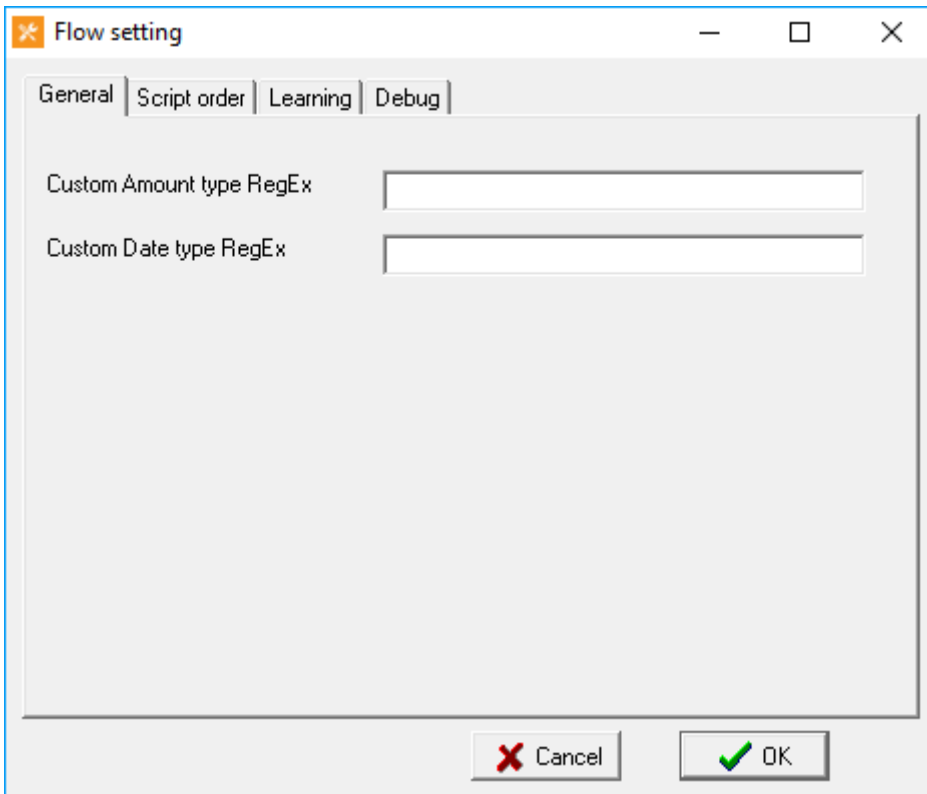 Flow setting
General Script order Learning Debug
Custom Amount type RegEx
Custom Date type RegEx
Cancel OK